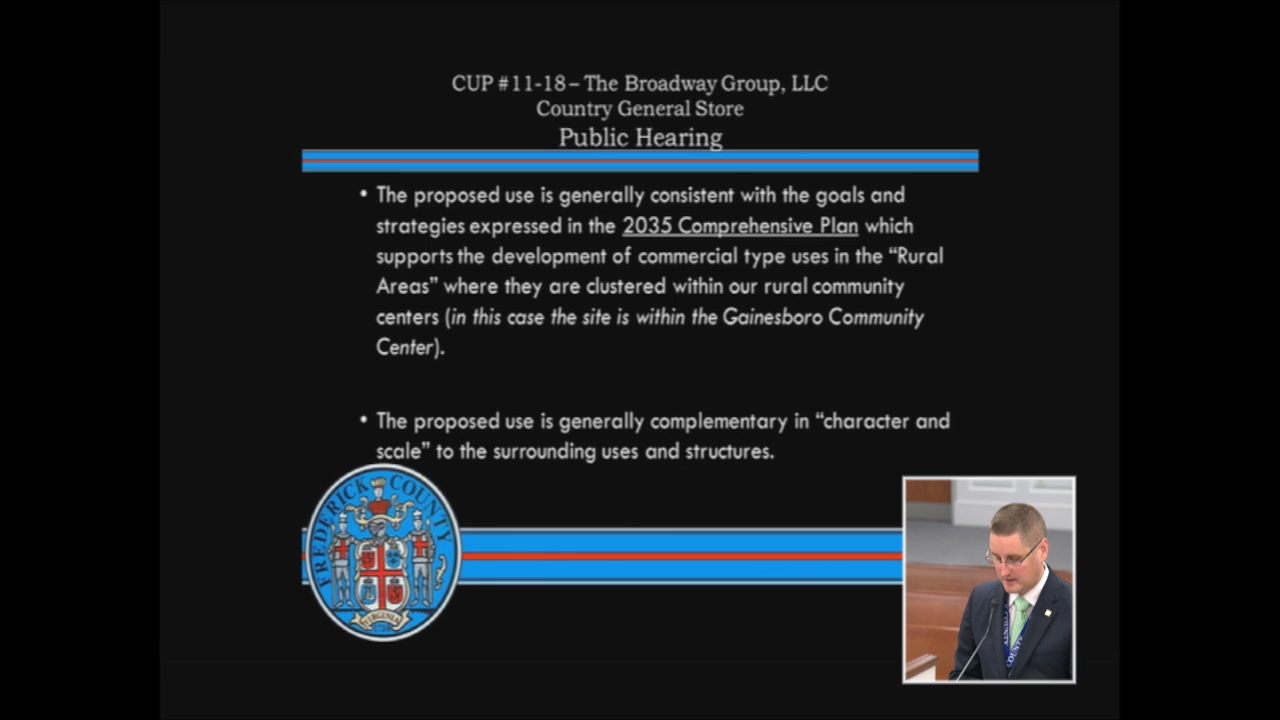 CUP #11-18 – The Broadway Group, LLC
Country General Store
Public Hearing
• The proposed use is generally consistent with the goals and
strategies expressed in the 2035 Comprehensive Plan which
supports the development of commercial type uses in the “Rural
Areas” where they are clustered within our rural community
centers (in this case the site is within the Gainesboro Community
Center).
• The proposed use is generally complementary in “character and
scale” to the surrounding uses and structures.
FREDERICK COUNTY
VIRGINIA
1738
COUNTY